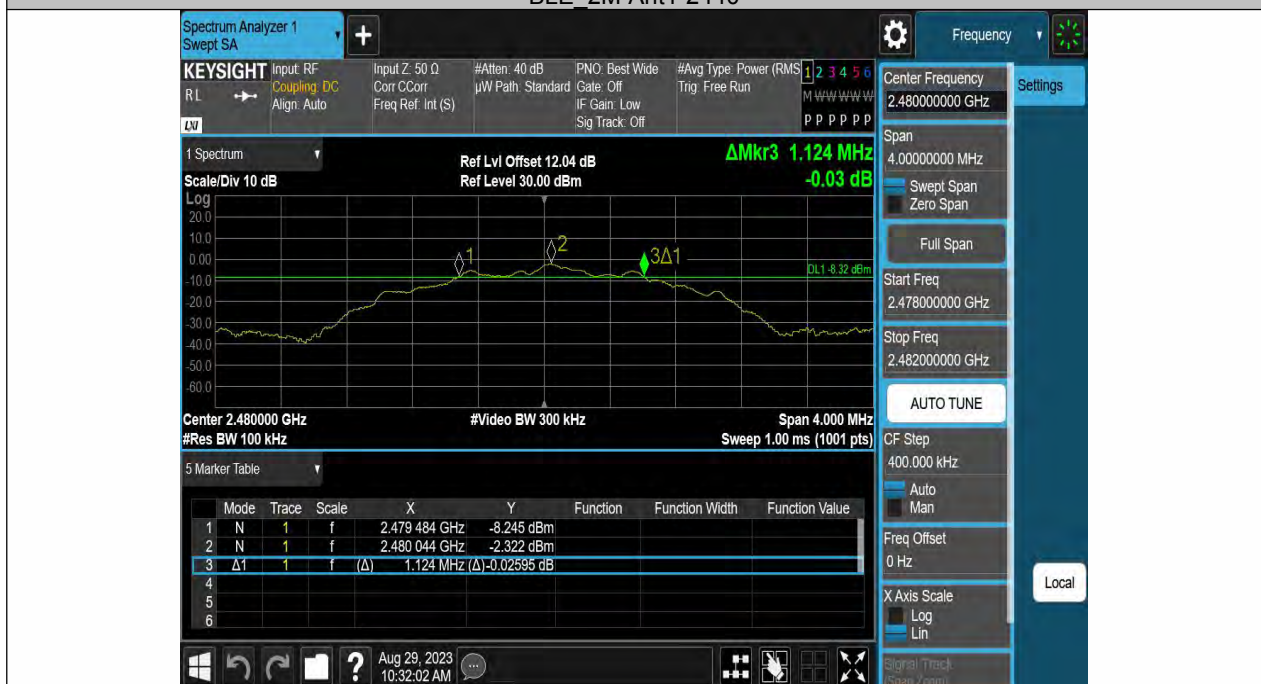 Spectrum Analyzer 1
Swept SA
Frequency
KEYSIGHT
RL
LXI
Input: RF
Coupling: DC
Align: Auto
Input Z: 50 Ω
Corr CCorr
Freq Ref: Int (S)
#Atten: 40 dB
µW Path: Standard
PNO: Best Wide
Gate: Off
IF Gain: Low
Sig Track: Off
#Avg Type: Power (RMS
Trig: Free Run
1 2 3 4 5 6
M W W W W W
P P P P P P
1 Spectrum
Scale/Div 10 dB
Log
Ref Lvl Offset 12.04 dB
Ref Level 30.00 dBm
ΔMkr3 1.124 MHz
-0.03 dB
20.0
10.0
0.00
-10.0
-20.0
-30.0
-40.0
-50.0
-60.0
1
2
3Δ1
DL1 -8.32 dBm
Center 2.480000 GHz
#Video BW 300 kHz
Span 4.000 MHz
#Res BW 100 kHz
Sweep 1.00 ms (1001 pts)
5 Marker Table
Mode Trace Scale X Y Function Function Width Function Value
1 N 1 f 2.479 484 GHz -8.245 dBm
2 N 1 f 2.480 044 GHz -2.322 dBm
3 Δ1 1 f (Δ) 1.124 MHz (Δ) -0.02595 dB
4
5
6
Aug 29, 2023
10:32:02 AM
Center Frequency
2.480000000 GHz
Settings
Span
4.00000000 MHz
Swept Span
Zero Span
Full Span
Start Freq
2.478000000 GHz
Stop Freq
2.482000000 GHz
AUTO TUNE
CF Step
400.000 kHz
Auto
Man
Freq Offset
0 Hz
X Axis Scale
Log
Lin
Signal Track
(Span Zoom)
Local